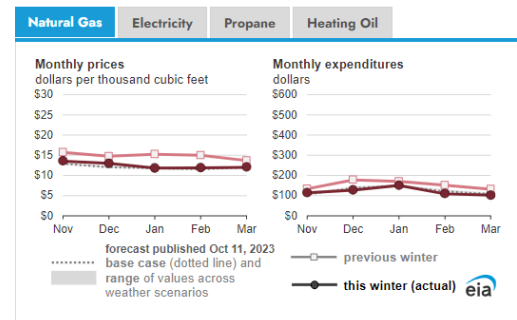 Natural Gas
Electricity
Propane
Heating Oil
Monthly prices
dollars per thousand cubic feet
$30
$25
$20
$15
$10
$5
$0
Nov Dec Jan Feb Mar
Monthly expenditures
dollars
$600
$500
$400
$300
$200
$100
$0
Nov Dec Jan Feb Mar
forecast published Oct 11, 2023
base case (dotted line) and
range of values across
weather scenarios
previous winter
this winter (actual)
eia